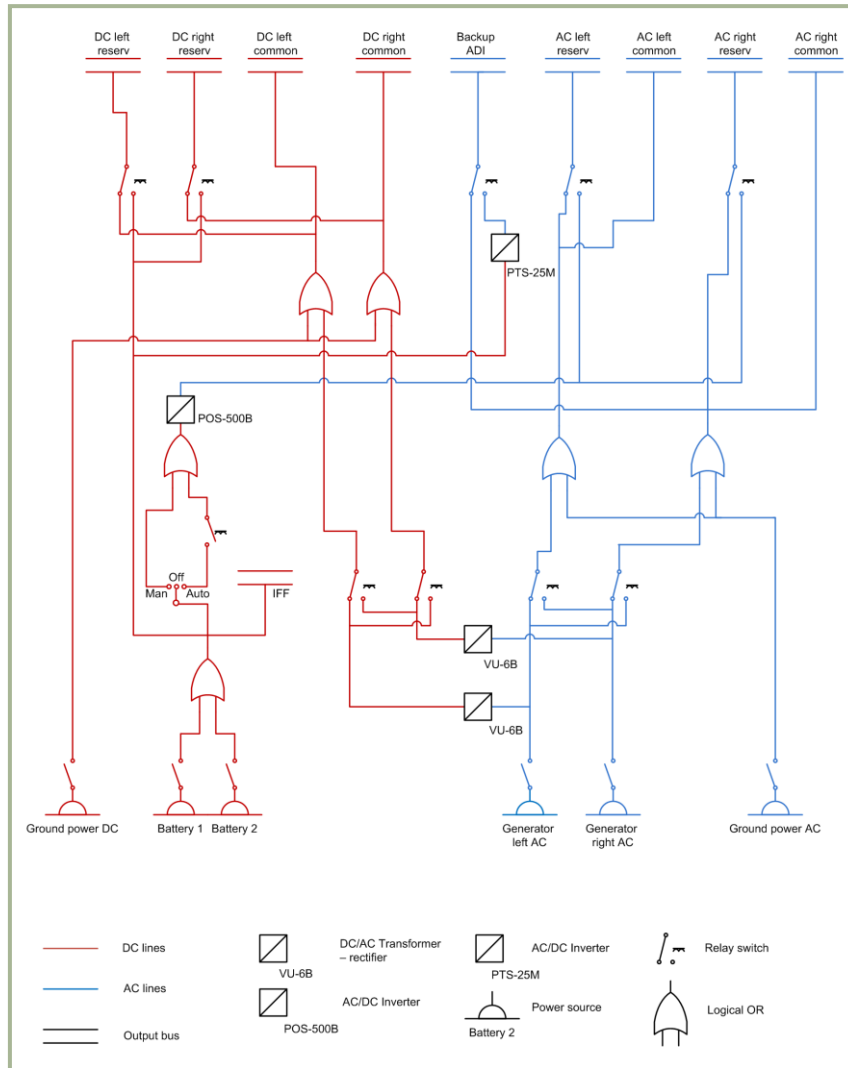 DC left
reserv
DC right
reserv
DC left
common
DC right
common
Backup
ADI
AC left
reserv
AC left
common
AC right
reserv
AC right
common
PTS-25M
POS-500B
Off
Man
Auto
IFF
VU-6B
VU-6B
Ground power DC
Battery 1
Battery 2
Generator
left AC
Generator
right AC
Ground power AC
DC lines
AC lines
Output bus
VU-6B
DC/AC Transformer
– rectifier
POS-500B
AC/DC Inverter
PTS-25M
AC/DC Inverter
Battery 2
Power source
Relay switch
Logical OR